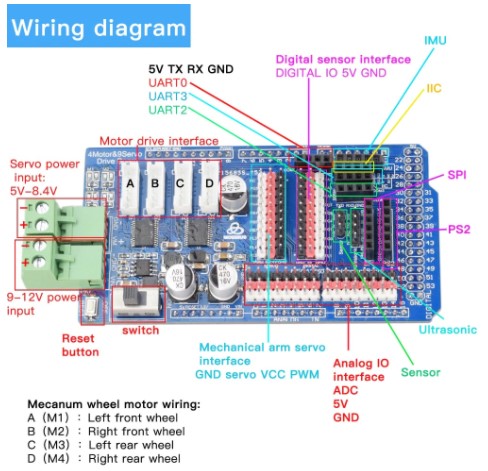 Wiring diagram
IMU
Digital sensor interface
DIGITAL IO 5V GND
5V TX RX GND
UART0
UART3
UART2
IIC
Motor drive interface
4Motor&9Servo
Drive
Servo power
input:
5V-8.4V
A
B
C
D
SPI
PS2
9-12V power
input
Reset
button
switch
Mechanical arm servo
interface
GND servo VCC PWM
Analog IO
interface
ADC
5V
GND
Ultrasonic
Sensor
Mecanum wheel motor wiring:
A (M1) : Left front wheel
B (M2) : Right front wheel
C (M3) : Left rear wheel
D (M4) : Right rear wheel